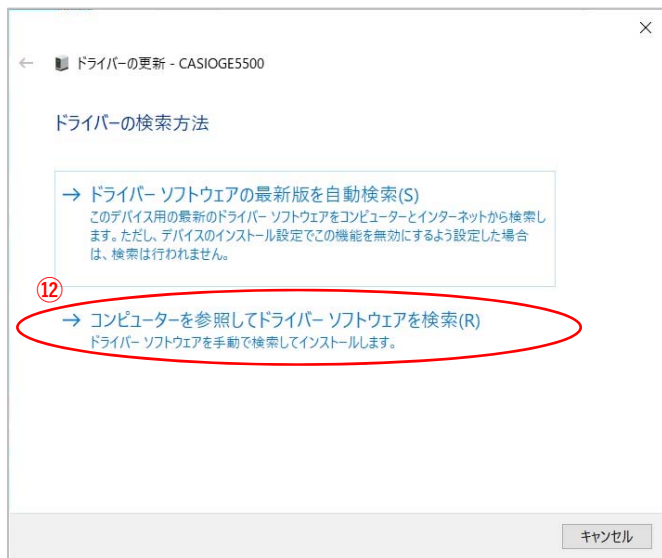 ドライバーの更新 - CASIOGE5500
ドライバーの検索方法
→ ドライバー ソフトウェアの最新版を自動検索(S)
このデバイス用の最新のドライバー ソフトウェアをコンピューターとインターネットから検索し
ます。ただし、デバイスのインストール設定でこの機能を無効にするよう設定した場合
は、検索は行われません。
⑫
→ コンピューターを参照してドライバー ソフトウェアを検索(R)
ドライバー ソフトウェアを手動で検索してインストールします。
キャンセル